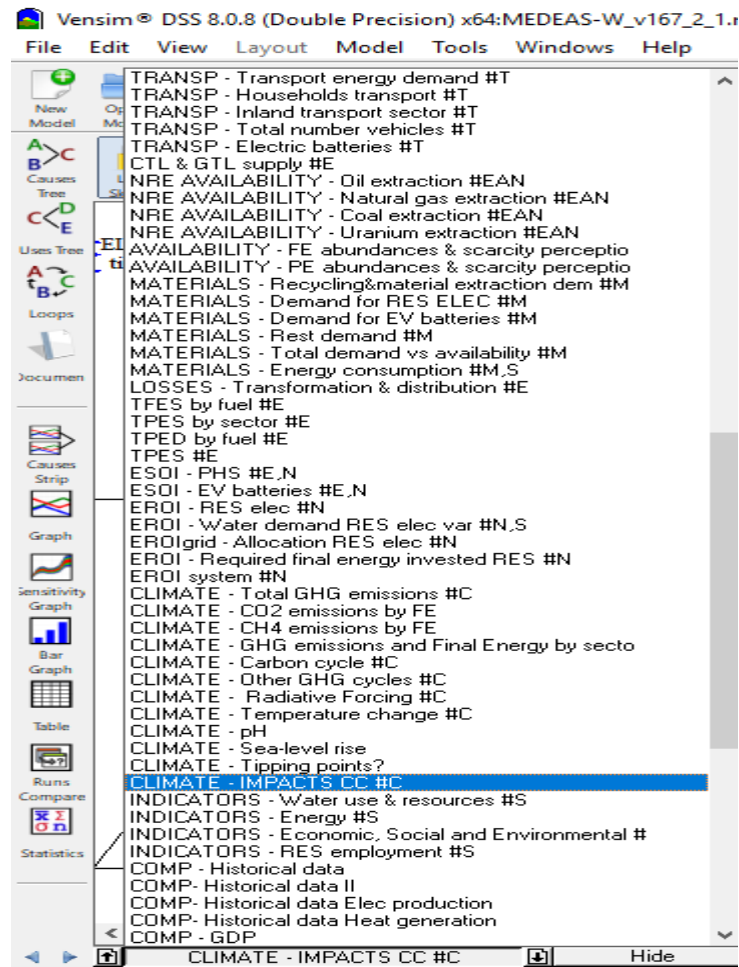 Vensim® DSS 8.0.8 (Double Precision) x64:MEDEAS-W_v167_2_1.
File Edit View Layout Model Tools Windows Help
New
Model
Causes
Tree
Uses Tree
Loops
Documen
Causes
Strip
Graph
Sensitivity
Graph
Bar
Graph
Table
Runs
Compare
Statistics
TRANSP - Transport energy demand #T
TRANSP - Households transport #T
TRANSP - Inland transport sector #T
TRANSP - Total number vehicles #T
TRANSP - Electric batteries #T
CTL & GTL supply #E
NRE AVAILABILITY - Oil extraction #EAN
NRE AVAILABILITY - Natural gas extraction #EAN
NRE AVAILABILITY - Coal extraction #EAN
NRE AVAILABILITY - Uranium extraction #EAN
AVAILABILITY - FE abundances & scarcity perceptio
AVAILABILITY - PE abundances & scarcity perceptio
MATERIALS - Recycling&material extraction dem #M
MATERIALS - Demand for RES ELEC #M
MATERIALS - Demand for EV batteries #M
MATERIALS - Rest demand #M
MATERIALS - Total demand vs availability #M
MATERIALS - Energy consumption #M,S
LOSSES - Transformation & distribution #E
TFES by fuel #E
TPES by sector #E
TPED by fuel #E
TPES #E
ESOI - PHS #E,N
ESOI - EV batteries #E,N
EROI - RES elec #N
EROI - Water demand RES elec var #N,S
EROIgrid - Allocation RES elec #N
EROI - Required final energy invested RES #N
EROI system #N
CLIMATE - Total GHG emissions #C
CLIMATE - CO2 emissions by FE
CLIMATE - CH4 emissions by FE
CLIMATE - GHG emissions and Final Energy by secto
CLIMATE - Carbon cycle #C
CLIMATE - Other GHG cycles #C
CLIMATE -  Radiative Forcing #C
CLIMATE - Temperature change #C
CLIMATE - pH
CLIMATE - Sea-level rise
CLIMATE - Tipping points?
CLIMATE - IMPACTS CC #C
INDICATORS - Water use & resources #S
INDICATORS - Energy #S
INDICATORS - Economic, Social and Environmental #
INDICATORS - RES employment #S
COMP - Historical data
COMP- Historical data II
COMP- Historical data Elec production
COMP- Historical data Heat generation
COMP - GDP
CLIMATE - IMPACTS CC #C
Hide